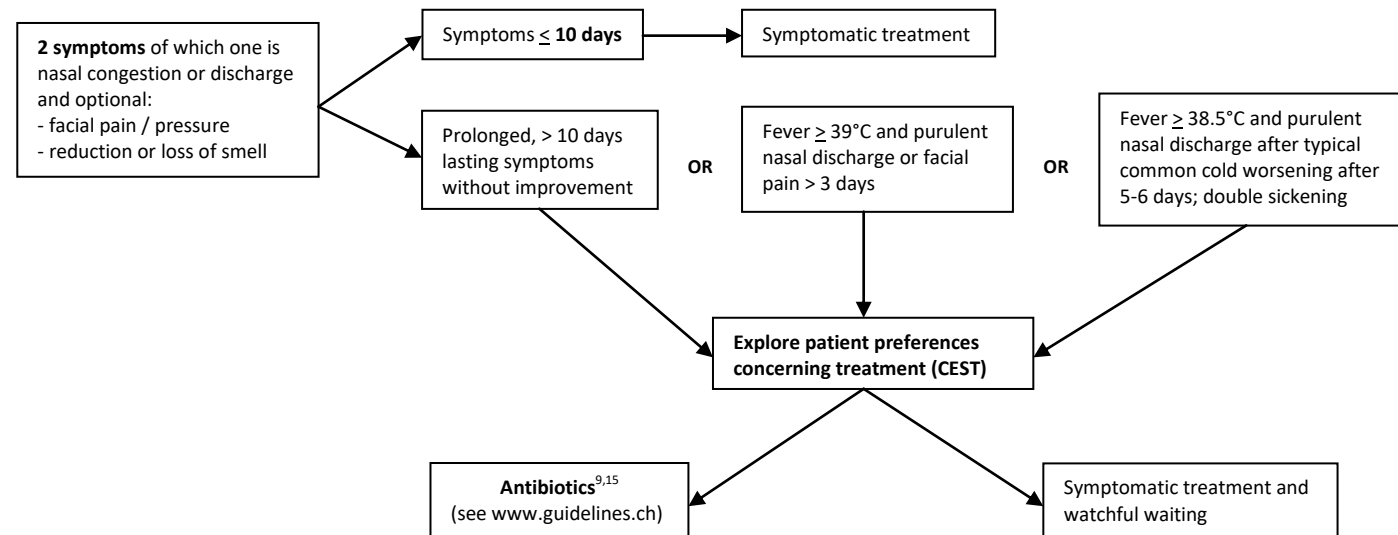 2 symptoms of which one is
nasal congestion or discharge
and optional:
- facial pain / pressure
- reduction or loss of smell
Symptoms ≤ 10 days
Symptomatic treatment
Prolonged, > 10 days
lasting symptoms
without improvement
OR
Fever ≥ 39°C and purulent
nasal discharge or facial
pain > 3 days
OR
Fever ≥ 38.5°C and purulent
nasal discharge after typical
common cold worsening after
5-6 days; double sickening
Explore patient preferences
concerning treatment (CEST)
Antibiotics9,15
(see www.guidelines.ch)
Symptomatic treatment and
watchful waiting